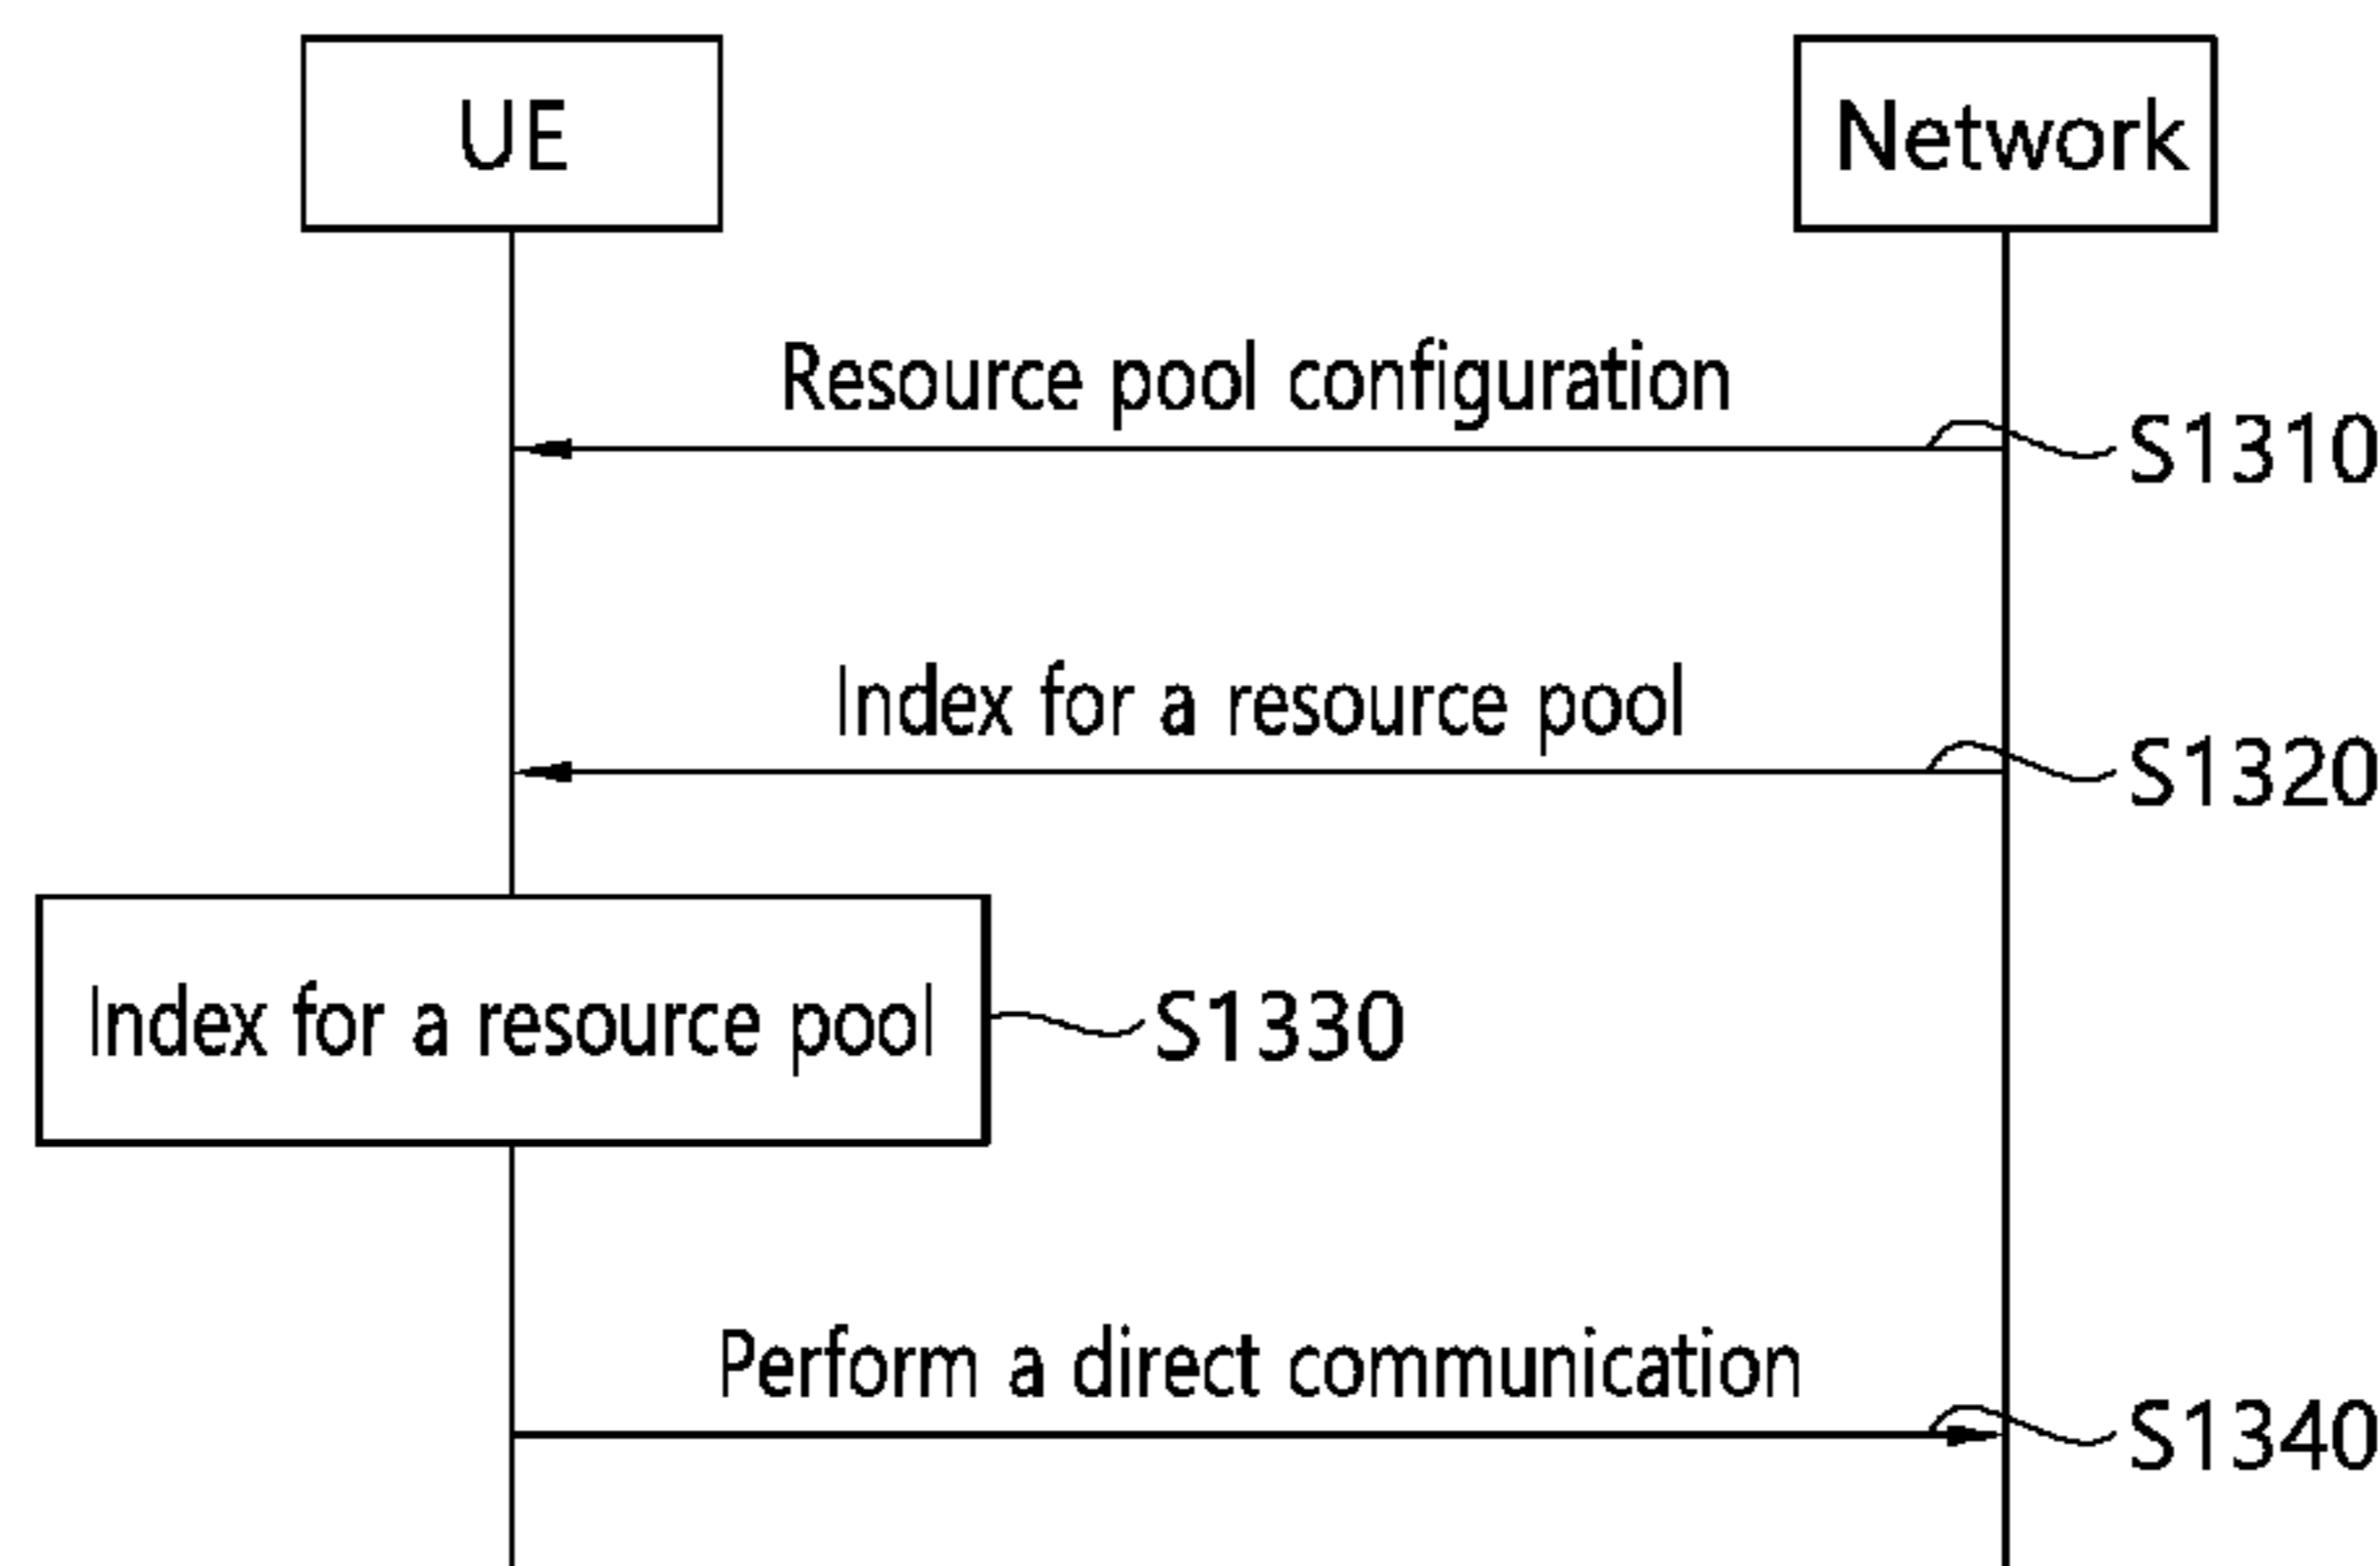 UE
Network
Resource pool configuration
S1310
Index for a resource pool
S1320
Index for a resource pool
S1330
Perform a direct communication
S1340